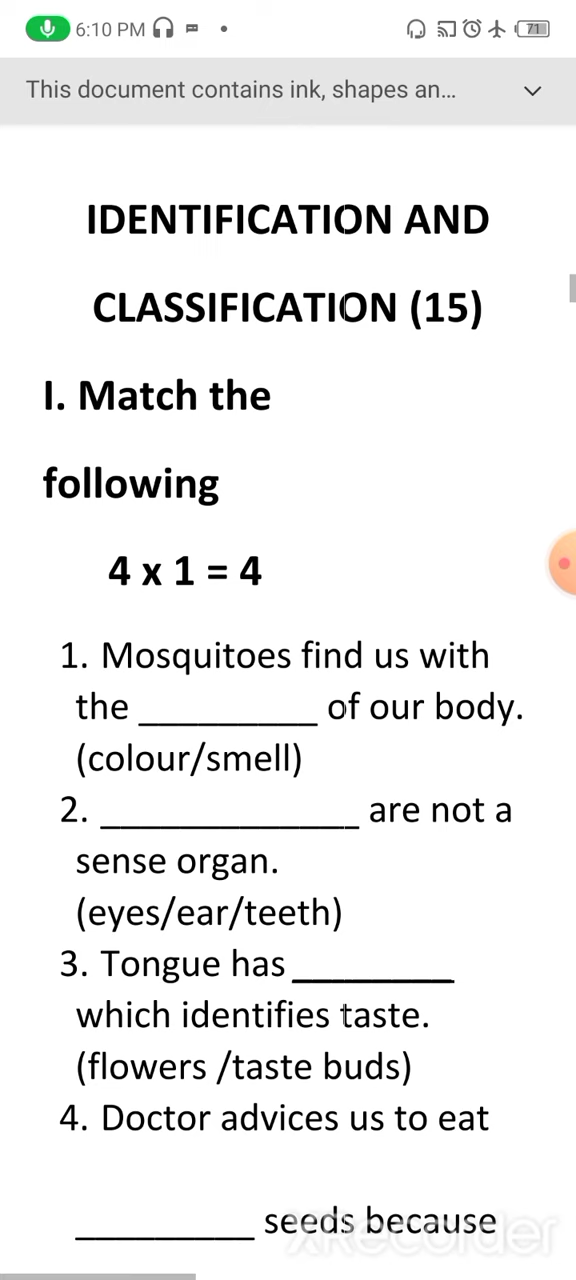 6:10 PM
71
This document contains ink, shapes an...
IDENTIFICATION AND
CLASSIFICATION (15)
I. Match the
following
4 x 1 = 4
1. Mosquitoes find us with
the __________ of our body.
(colour/smell)
2. ______________ are not a
sense organ.
(eyes/ear/teeth)
3. Tongue has _________
which identifies taste.
(flowers /taste buds)
4. Doctor advices us to eat
__________ seeds because
XRecorder